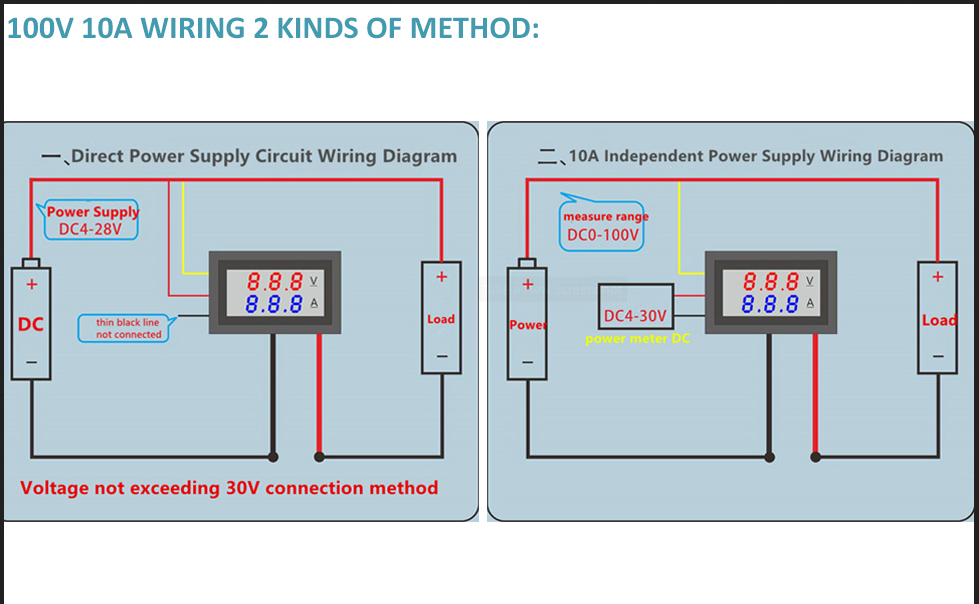 100V 10A WIRING 2 KINDS OF METHOD:
一、Direct Power Supply Circuit Wiring Diagram
Power Supply
DC4-28V
+
DC
−
thin black line
not connected
8.8.8 V
8.8.8 A
+
Load
−
Voltage not exceeding 30V connection method
二、10A Independent Power Supply Wiring Diagram
measure range
DC0-100V
+
Power
−
DC4-30V
power meter DC
8.8.8 V
8.8.8 A
+
Load
−